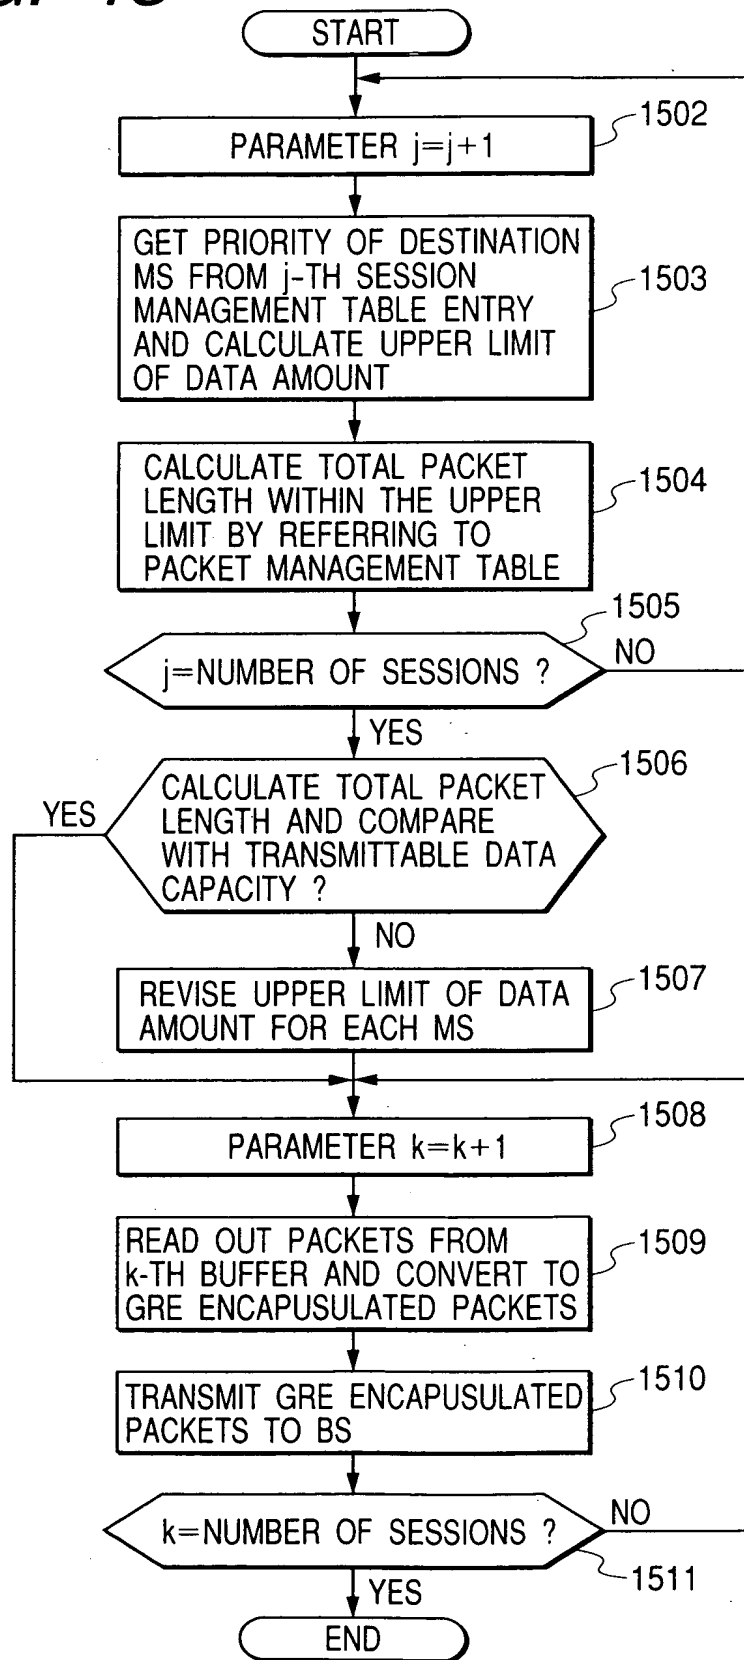 START
PARAMETER j=j+1
1502
GET PRIORITY OF DESTINATION
MS FROM j-TH SESSION
MANAGEMENT TABLE ENTRY
AND CALCULATE UPPER LIMIT
OF DATA AMOUNT
1503
CALCULATE TOTAL PACKET
LENGTH WITHIN THE UPPER
LIMIT BY REFERRING TO
PACKET MANAGEMENT TABLE
1504
1505
j=NUMBER OF SESSIONS ?
NO
YES
1506
CALCULATE TOTAL PACKET
LENGTH AND COMPARE
WITH TRANSMITTABLE DATA
CAPACITY ?
YES
NO
REVISE UPPER LIMIT OF DATA
AMOUNT FOR EACH MS
1507
PARAMETER k=k+1
1508
READ OUT PACKETS FROM
k-TH BUFFER AND CONVERT TO
GRE ENCAPUSULATED PACKETS
1509
TRANSMIT GRE ENCAPUSULATED
PACKETS TO BS
1510
k=NUMBER OF SESSIONS ?
NO
1511
YES
END